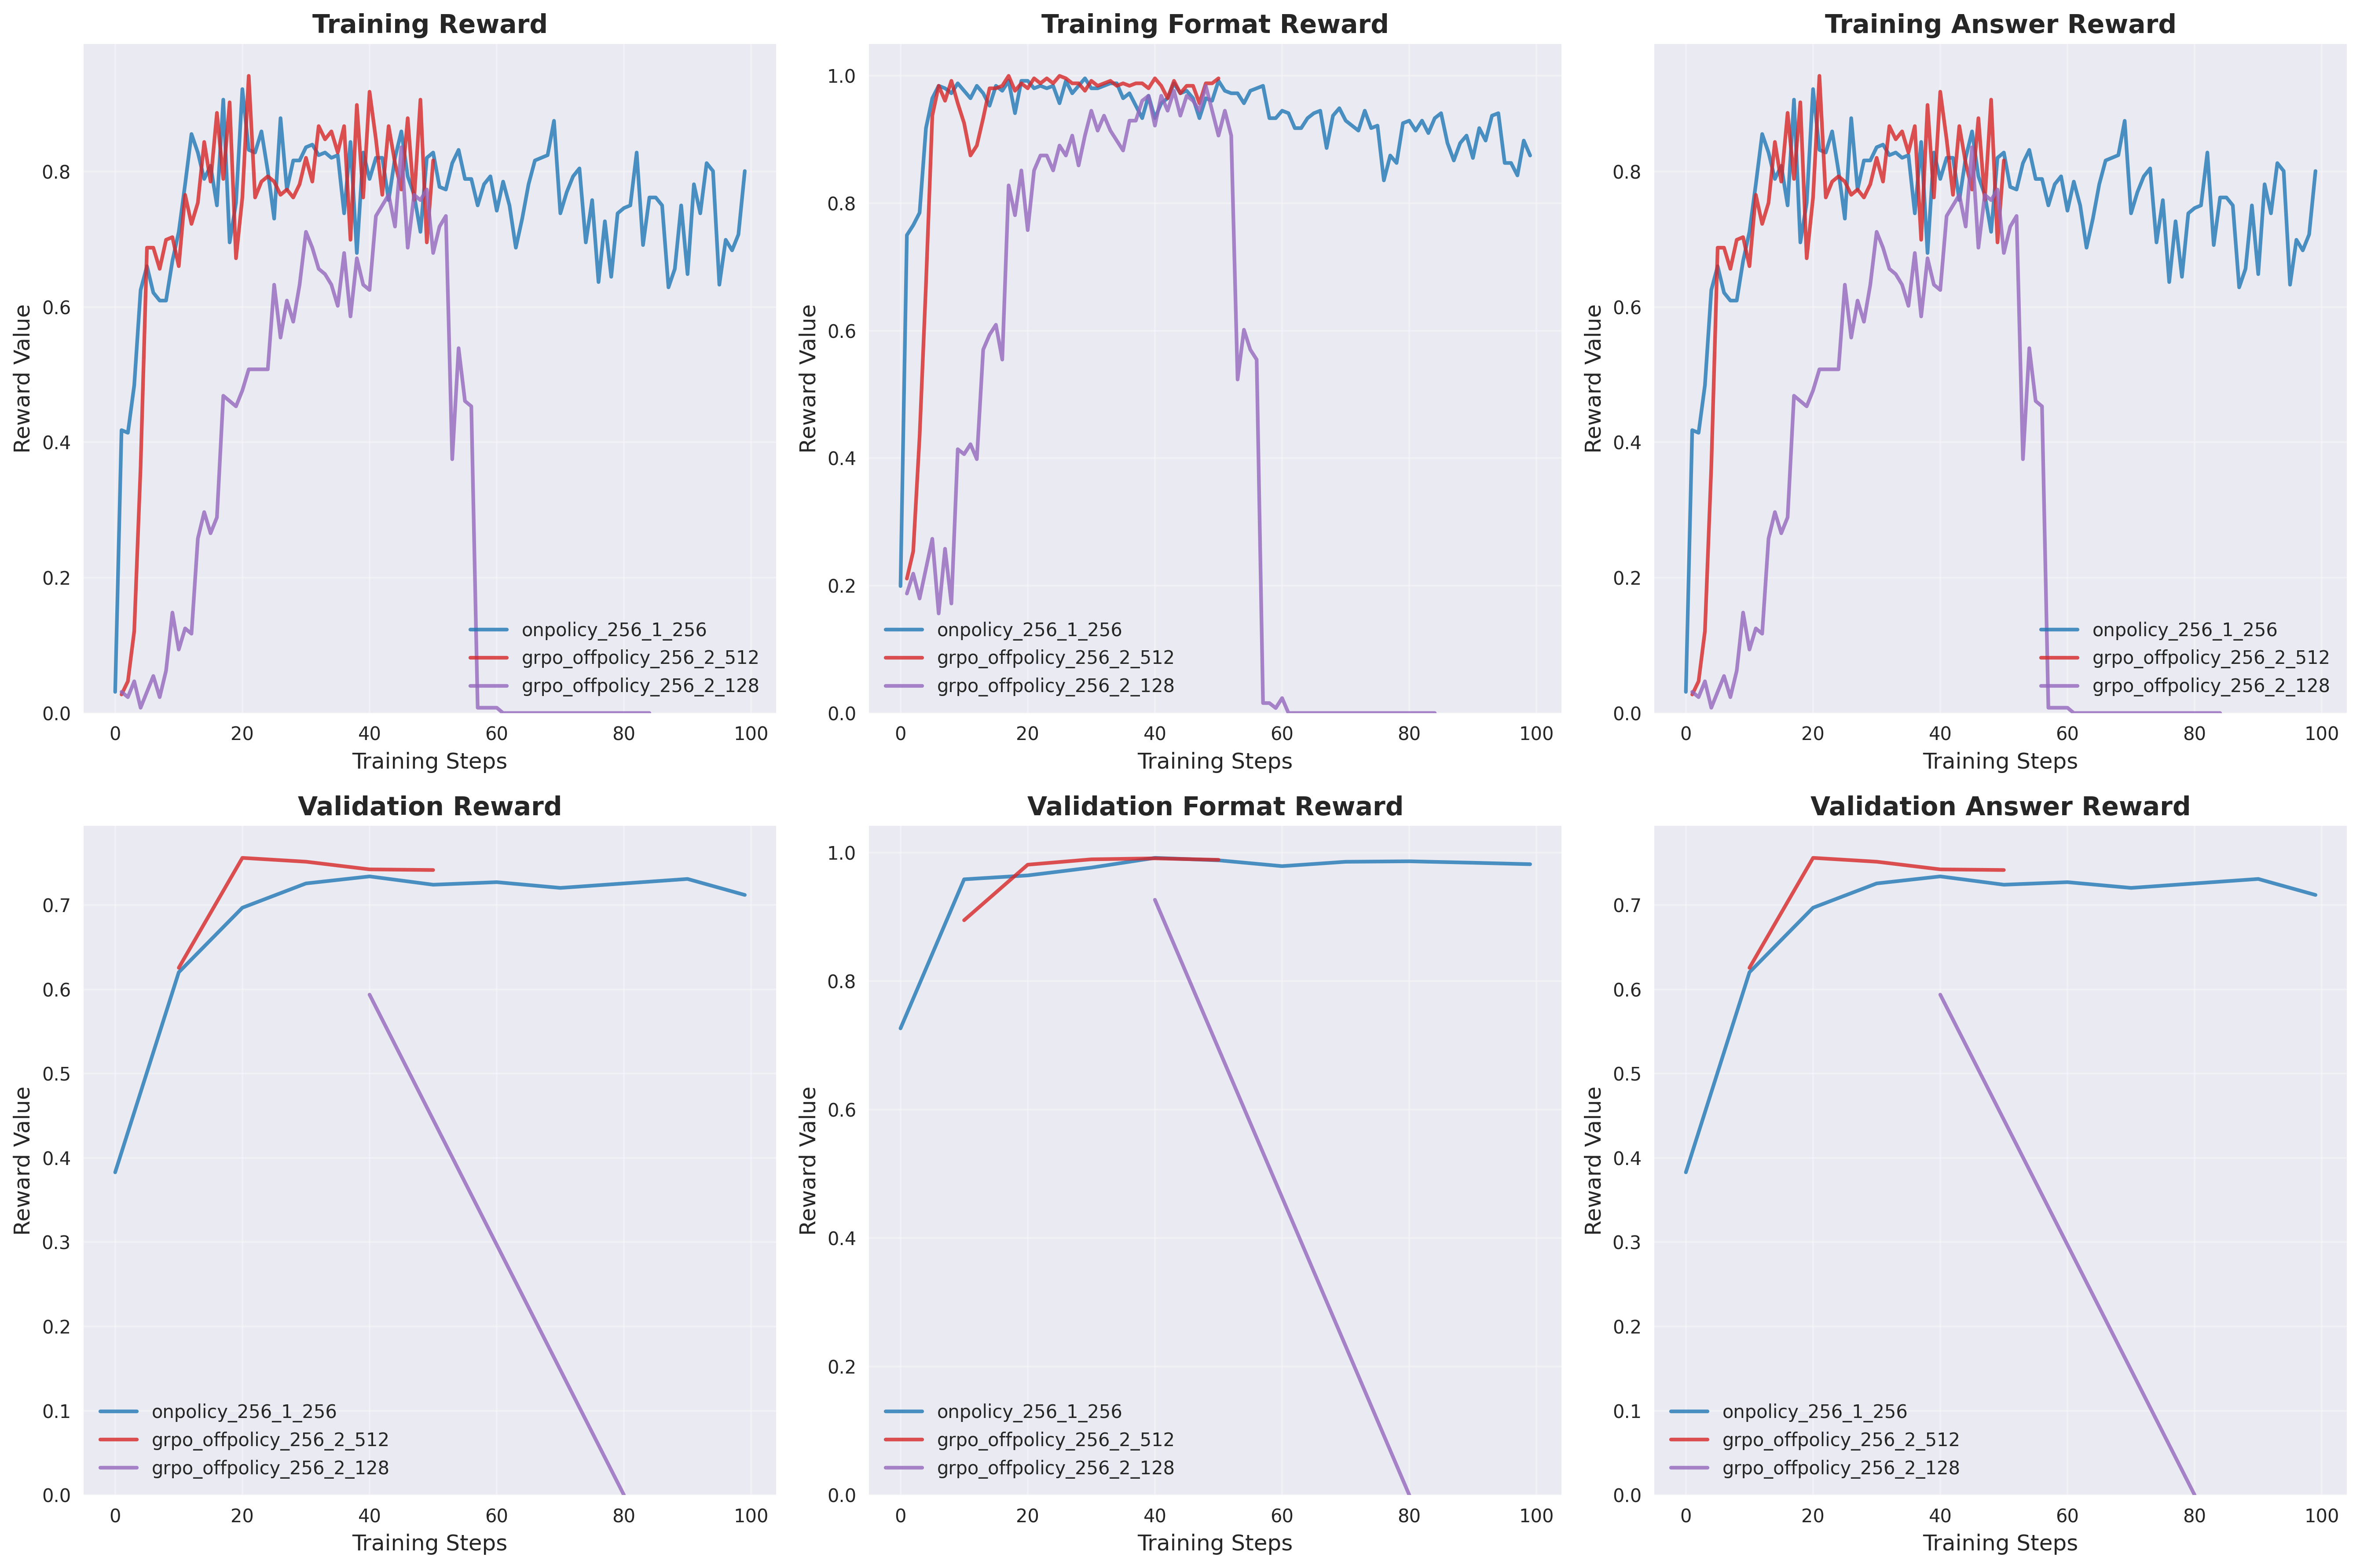 Training Reward
Reward Value
0.8
0.6
0.4
0.2
0.0
onpolicy_256_1_256
grpo_offpolicy_256_2_512
grpo_offpolicy_256_2_128
0 20 40 60 80 100
Training Steps
Training Format Reward
Reward Value
1.0
0.8
0.6
0.4
0.2
0.0
onpolicy_256_1_256
grpo_offpolicy_256_2_512
grpo_offpolicy_256_2_128
0 20 40 60 80 100
Training Steps
Training Answer Reward
Reward Value
0.8
0.6
0.4
0.2
0.0
onpolicy_256_1_256
grpo_offpolicy_256_2_512
grpo_offpolicy_256_2_128
0 20 40 60 80 100
Training Steps
Validation Reward
Reward Value
0.7
0.6
0.5
0.4
0.3
0.2
0.1
0.0
onpolicy_256_1_256
grpo_offpolicy_256_2_512
grpo_offpolicy_256_2_128
0 20 40 60 80 100
Training Steps
Validation Format Reward
Reward Value
1.0
0.8
0.6
0.4
0.2
0.0
onpolicy_256_1_256
grpo_offpolicy_256_2_512
grpo_offpolicy_256_2_128
0 20 40 60 80 100
Training Steps
Validation Answer Reward
Reward Value
0.7
0.6
0.5
0.4
0.3
0.2
0.1
0.0
onpolicy_256_1_256
grpo_offpolicy_256_2_512
grpo_offpolicy_256_2_128
0 20 40 60 80 100
Training Steps